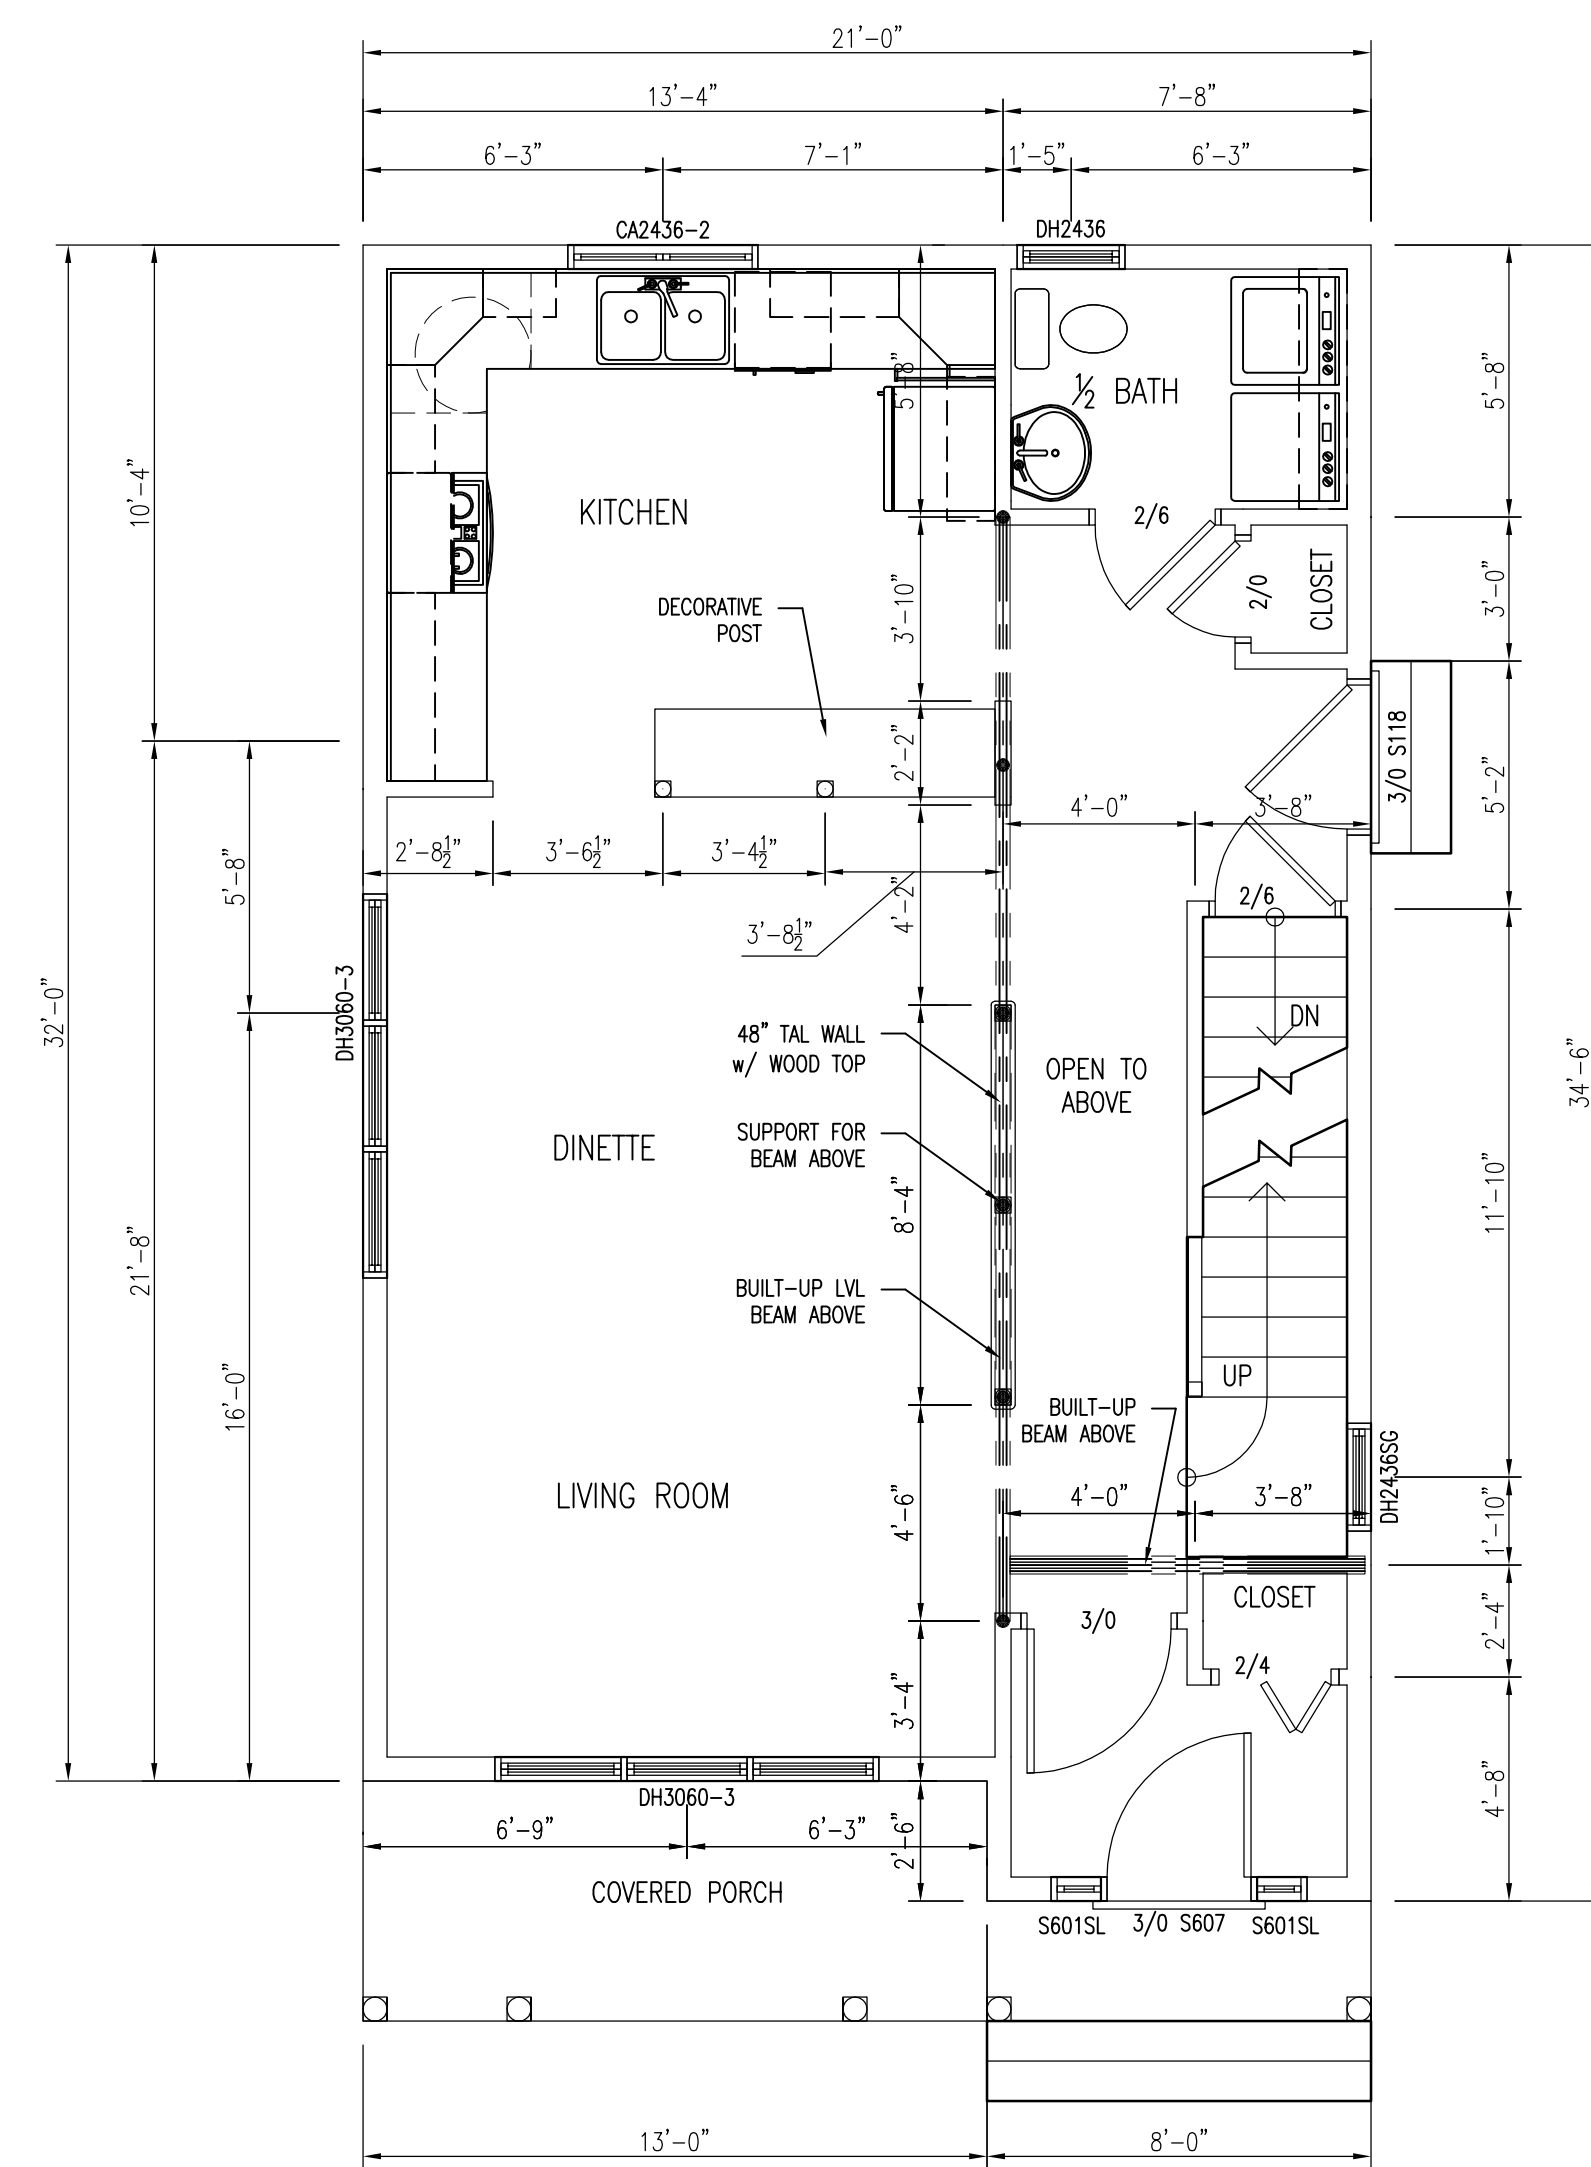 21'-0"
13'-4"
7'-8"
6'-3"
7'-1"
1'-5"
6'-3"
CA2436-2
DH2436
5'-8"
5'-8"
½ BATH
10'-4"
KITCHEN
2/6
CLOSET
2/0
3'-0"
3'-10"
DECORATIVE
POST
3/0 S118
2'-2"
5'-2"
4'-0"
3'-8"
2'-8½"
3'-6½"
3'-4½"
5'-8"
4'-2"
2/6
3'-8½"
32'-0"
DH3060-3
DN
48" TAL WALL
w/ WOOD TOP
OPEN TO
ABOVE
34'-6"
SUPPORT FOR
BEAM ABOVE
DINETTE
11'-10"
8'-4"
21'-8"
BUILT-UP LVL
BEAM ABOVE
UP
16'-0"
BUILT-UP
BEAM ABOVE
DH2436SG
LIVING ROOM
4'-6"
4'-0"
3'-8"
1'-10"
CLOSET
3/0
2'-4"
2/4
3'-4"
DH3060-3
4'-8"
6'-9"
6'-3"
2'-6"
COVERED PORCH
S601SL
3/0 S607
S601SL
13'-0"
8'-0"